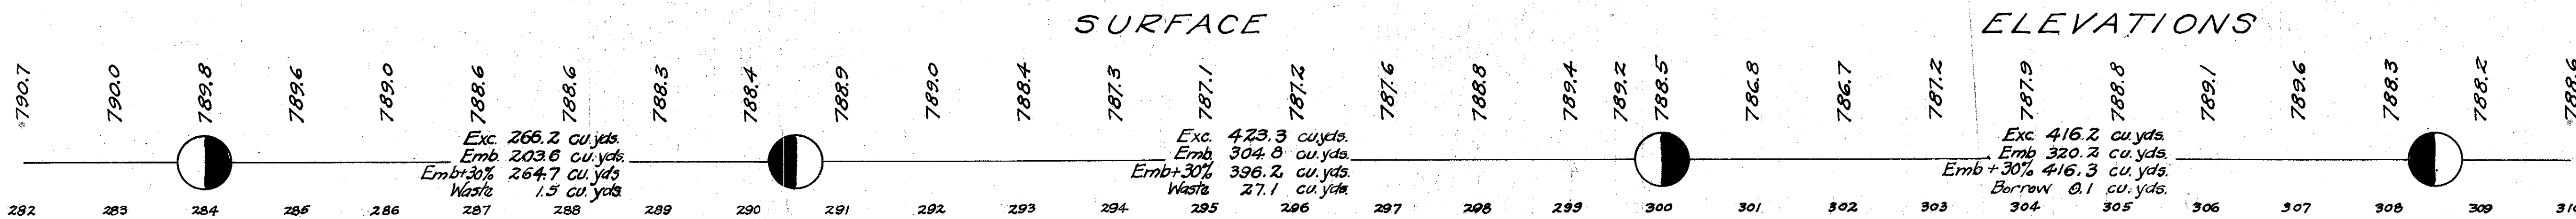 SURFACE ELEVATIONS
790.7 790.0 789.8 789.6 789.0 788.6 788.6 788.3 788.4 788.9 789.0 788.4 787.3 787.1 787.2 787.6 788.8 789.4 789.2 788.5 786.8 786.7 787.2 787.9 788.8 789.1 789.6 788.3 788.2 788.6
Exc. 266.2 cu.yds.
Emb. 203.6 cu.yds.
Emb+30% 264.7 cu.yds
Waste 1.5 cu.yds.
Exc. 423.3 cu.yds.
Emb. 304.8 cu.yds.
Emb+30% 396.2 cu.yds.
Waste 27.1 cu.yds.
Exc. 416.2 cu.yds.
Emb 320.2 cu.yds.
Emb+30% 416.3 cu.yds.
Borrow 0.1 cu.yds.
282 283 284 285 286 287 288 289 290 291 292 293 294 295 296 297 298 299 300 301 302 303 304 305 306 307 308 309 310